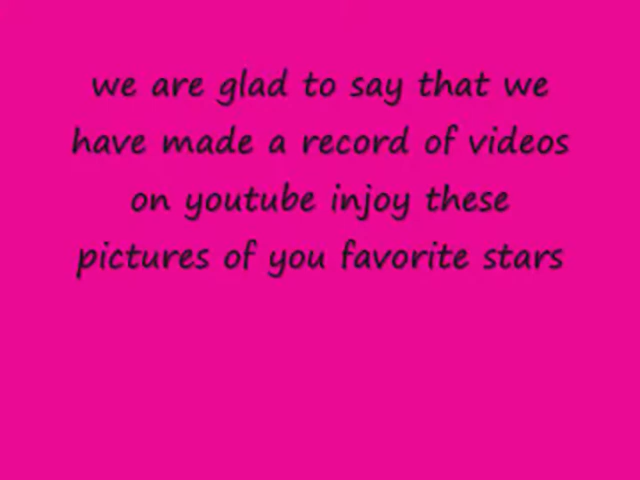 we are glad to say that we
have made a record of videos
on youtube injoy these
pictures of you favorite stars